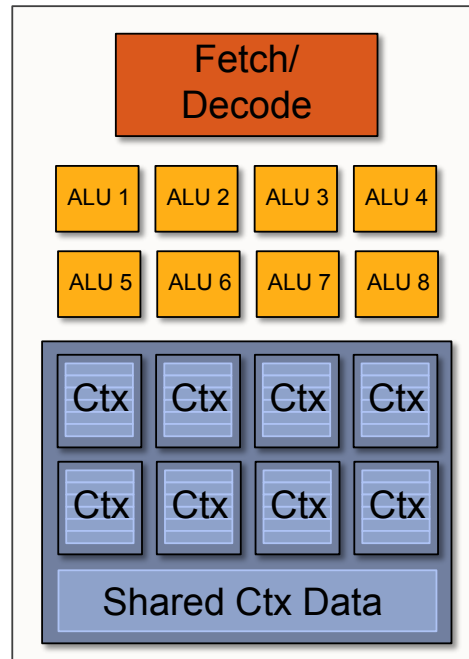 Fetch/
Decode
ALU 1 ALU 2 ALU 3 ALU 4
ALU 5 ALU 6 ALU 7 ALU 8
Ctx Ctx Ctx Ctx
Ctx Ctx Ctx Ctx
Shared Ctx Data